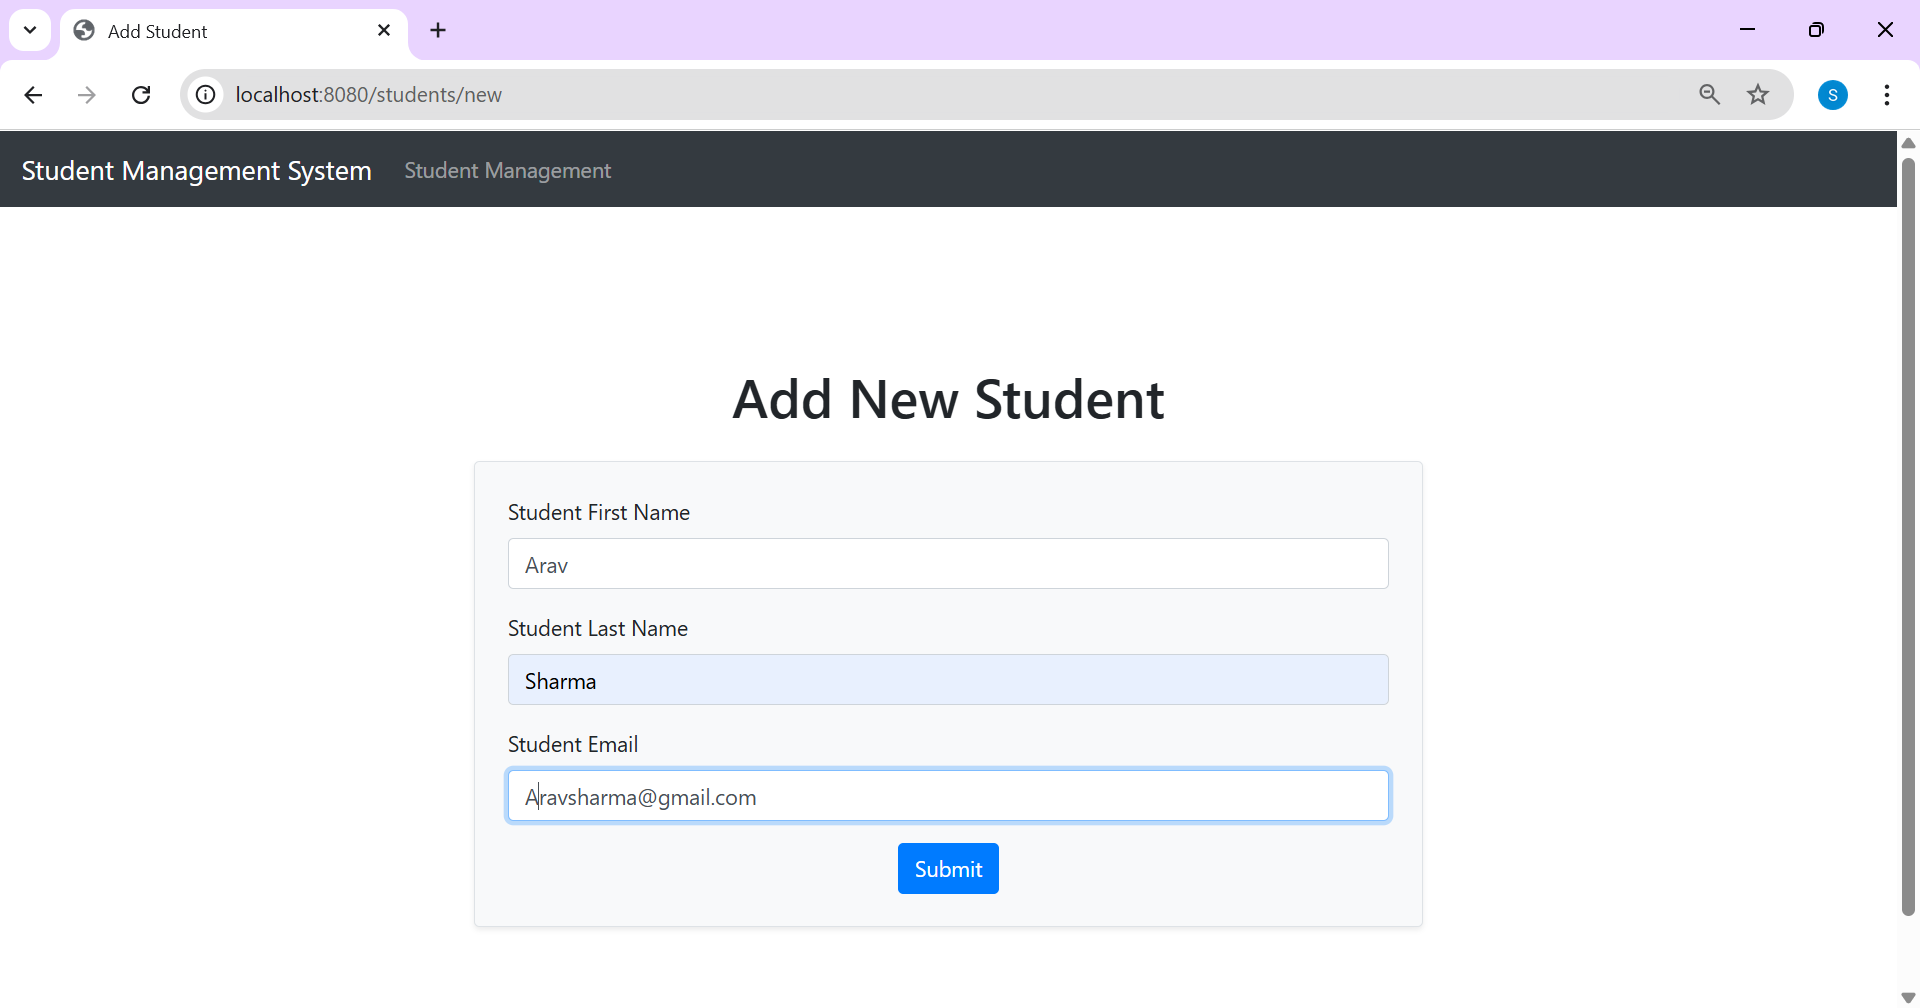 Add Student
localhost:8080/students/new
S
Student Management System Student Management
Add New Student
Student First Name
Arav
Student Last Name
Sharma
Student Email
Aravsharma@gmail.com
Submit